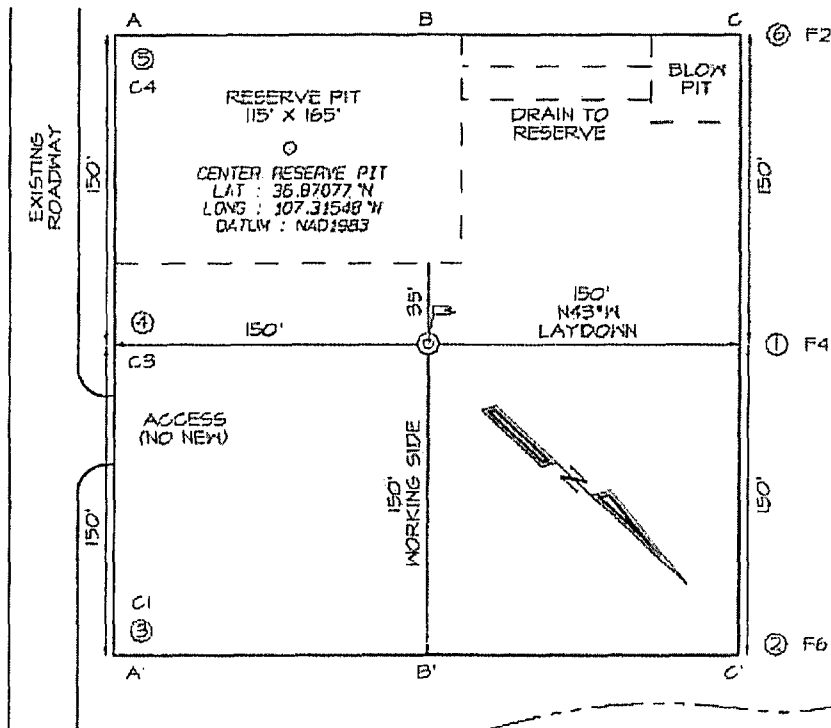 A B C
⑥ F2
⑤
C4
RESERVE PIT
115' X 165'
BLOW
PIT
DRAIN TO
RESERVE
CENTER RESERVE PIT
LAT : 36.87077 °N
LONG : 107.31548 °W
DATUM : NAD1983
EXISTING
ROADWAY
150'
150'
35'
④
150'
150'
N43°W
LAYDOWN
① F4
C3
ACCESS
(NO NEW)
N
150'
150'
WORKING SIDE
150'
C1
③
② F6
A' B' C'